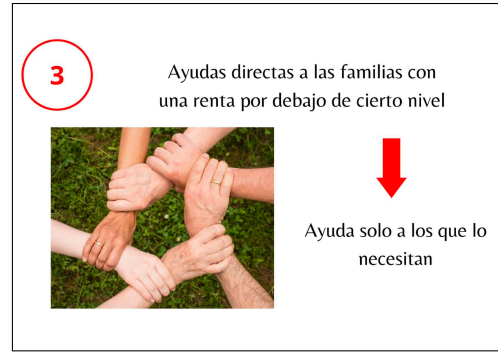 3
Ayudas directas a las familias con
una renta por debajo de cierto nivel
Ayuda solo a los que lo
necesitan